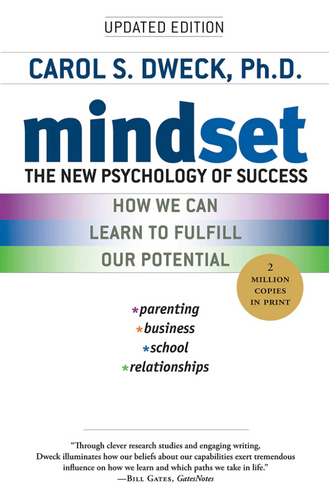 UPDATED EDITION
CAROL S. DWECK, Ph.D.
mindset
THE NEW PSYCHOLOGY OF SUCCESS
HOW WE CAN
LEARN TO FULFILL
OUR POTENTIAL
2
MILLION
COPIES
IN PRINT
*parenting
*business
*school
*relationships
"Through clever research studies and engaging writing,
Dweck illuminates how our beliefs about our capabilities exert tremendous
influence on how we learn and which paths we take in life."
—BILL GATES, GatesNotes